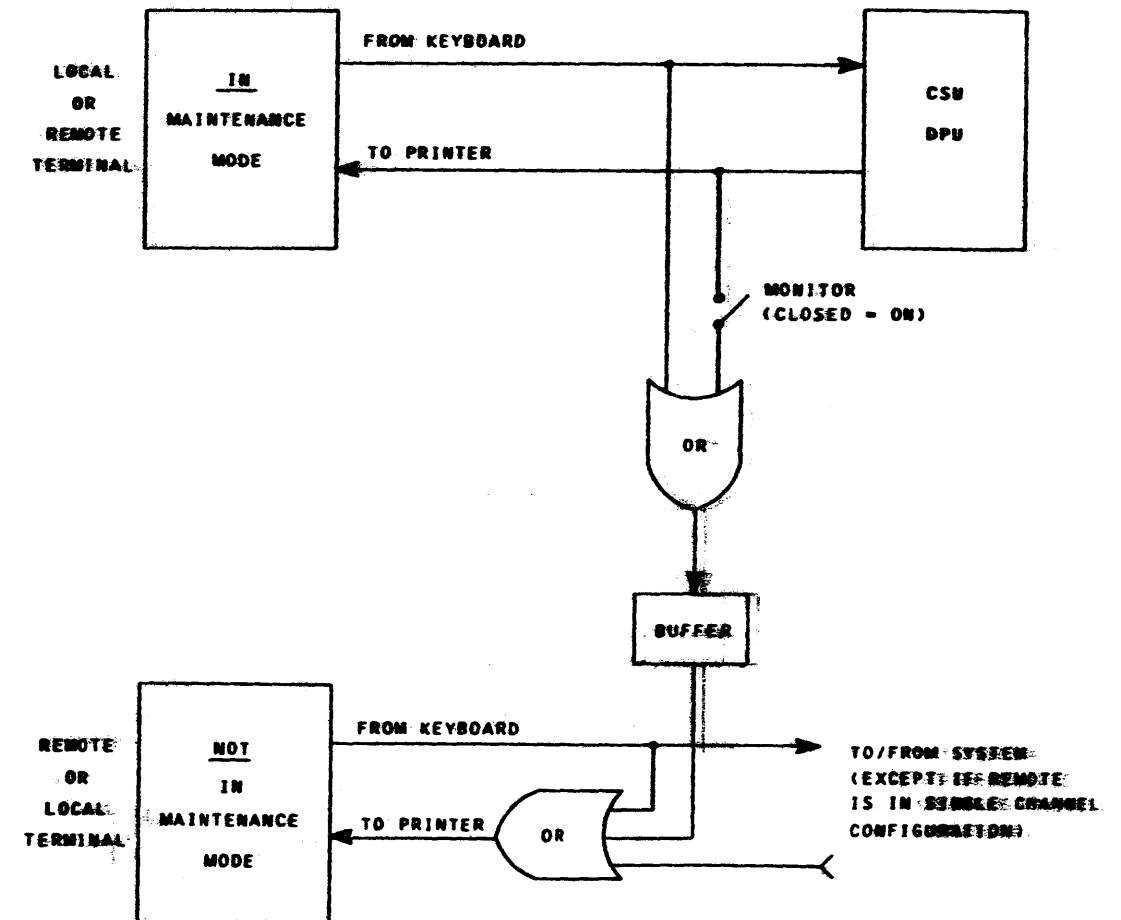 FROM KEYBOARD
LOCAL
OR
REMOTE
TERMINAL
IN
MAINTENANCE
MODE
TO PRINTER
CSU
DPU
MONITOR
(CLOSED = ON)
OR
BUFFER
FROM KEYBOARD
REMOTE
OR
LOCAL
TERMINAL
NOT
IN
MAINTENANCE
MODE
TO PRINTER
OR
TO/FROM SYSTEM
(EXCEPT IF REMOTE
IS IN SINGLE CHANNEL
CONFIGURATION)